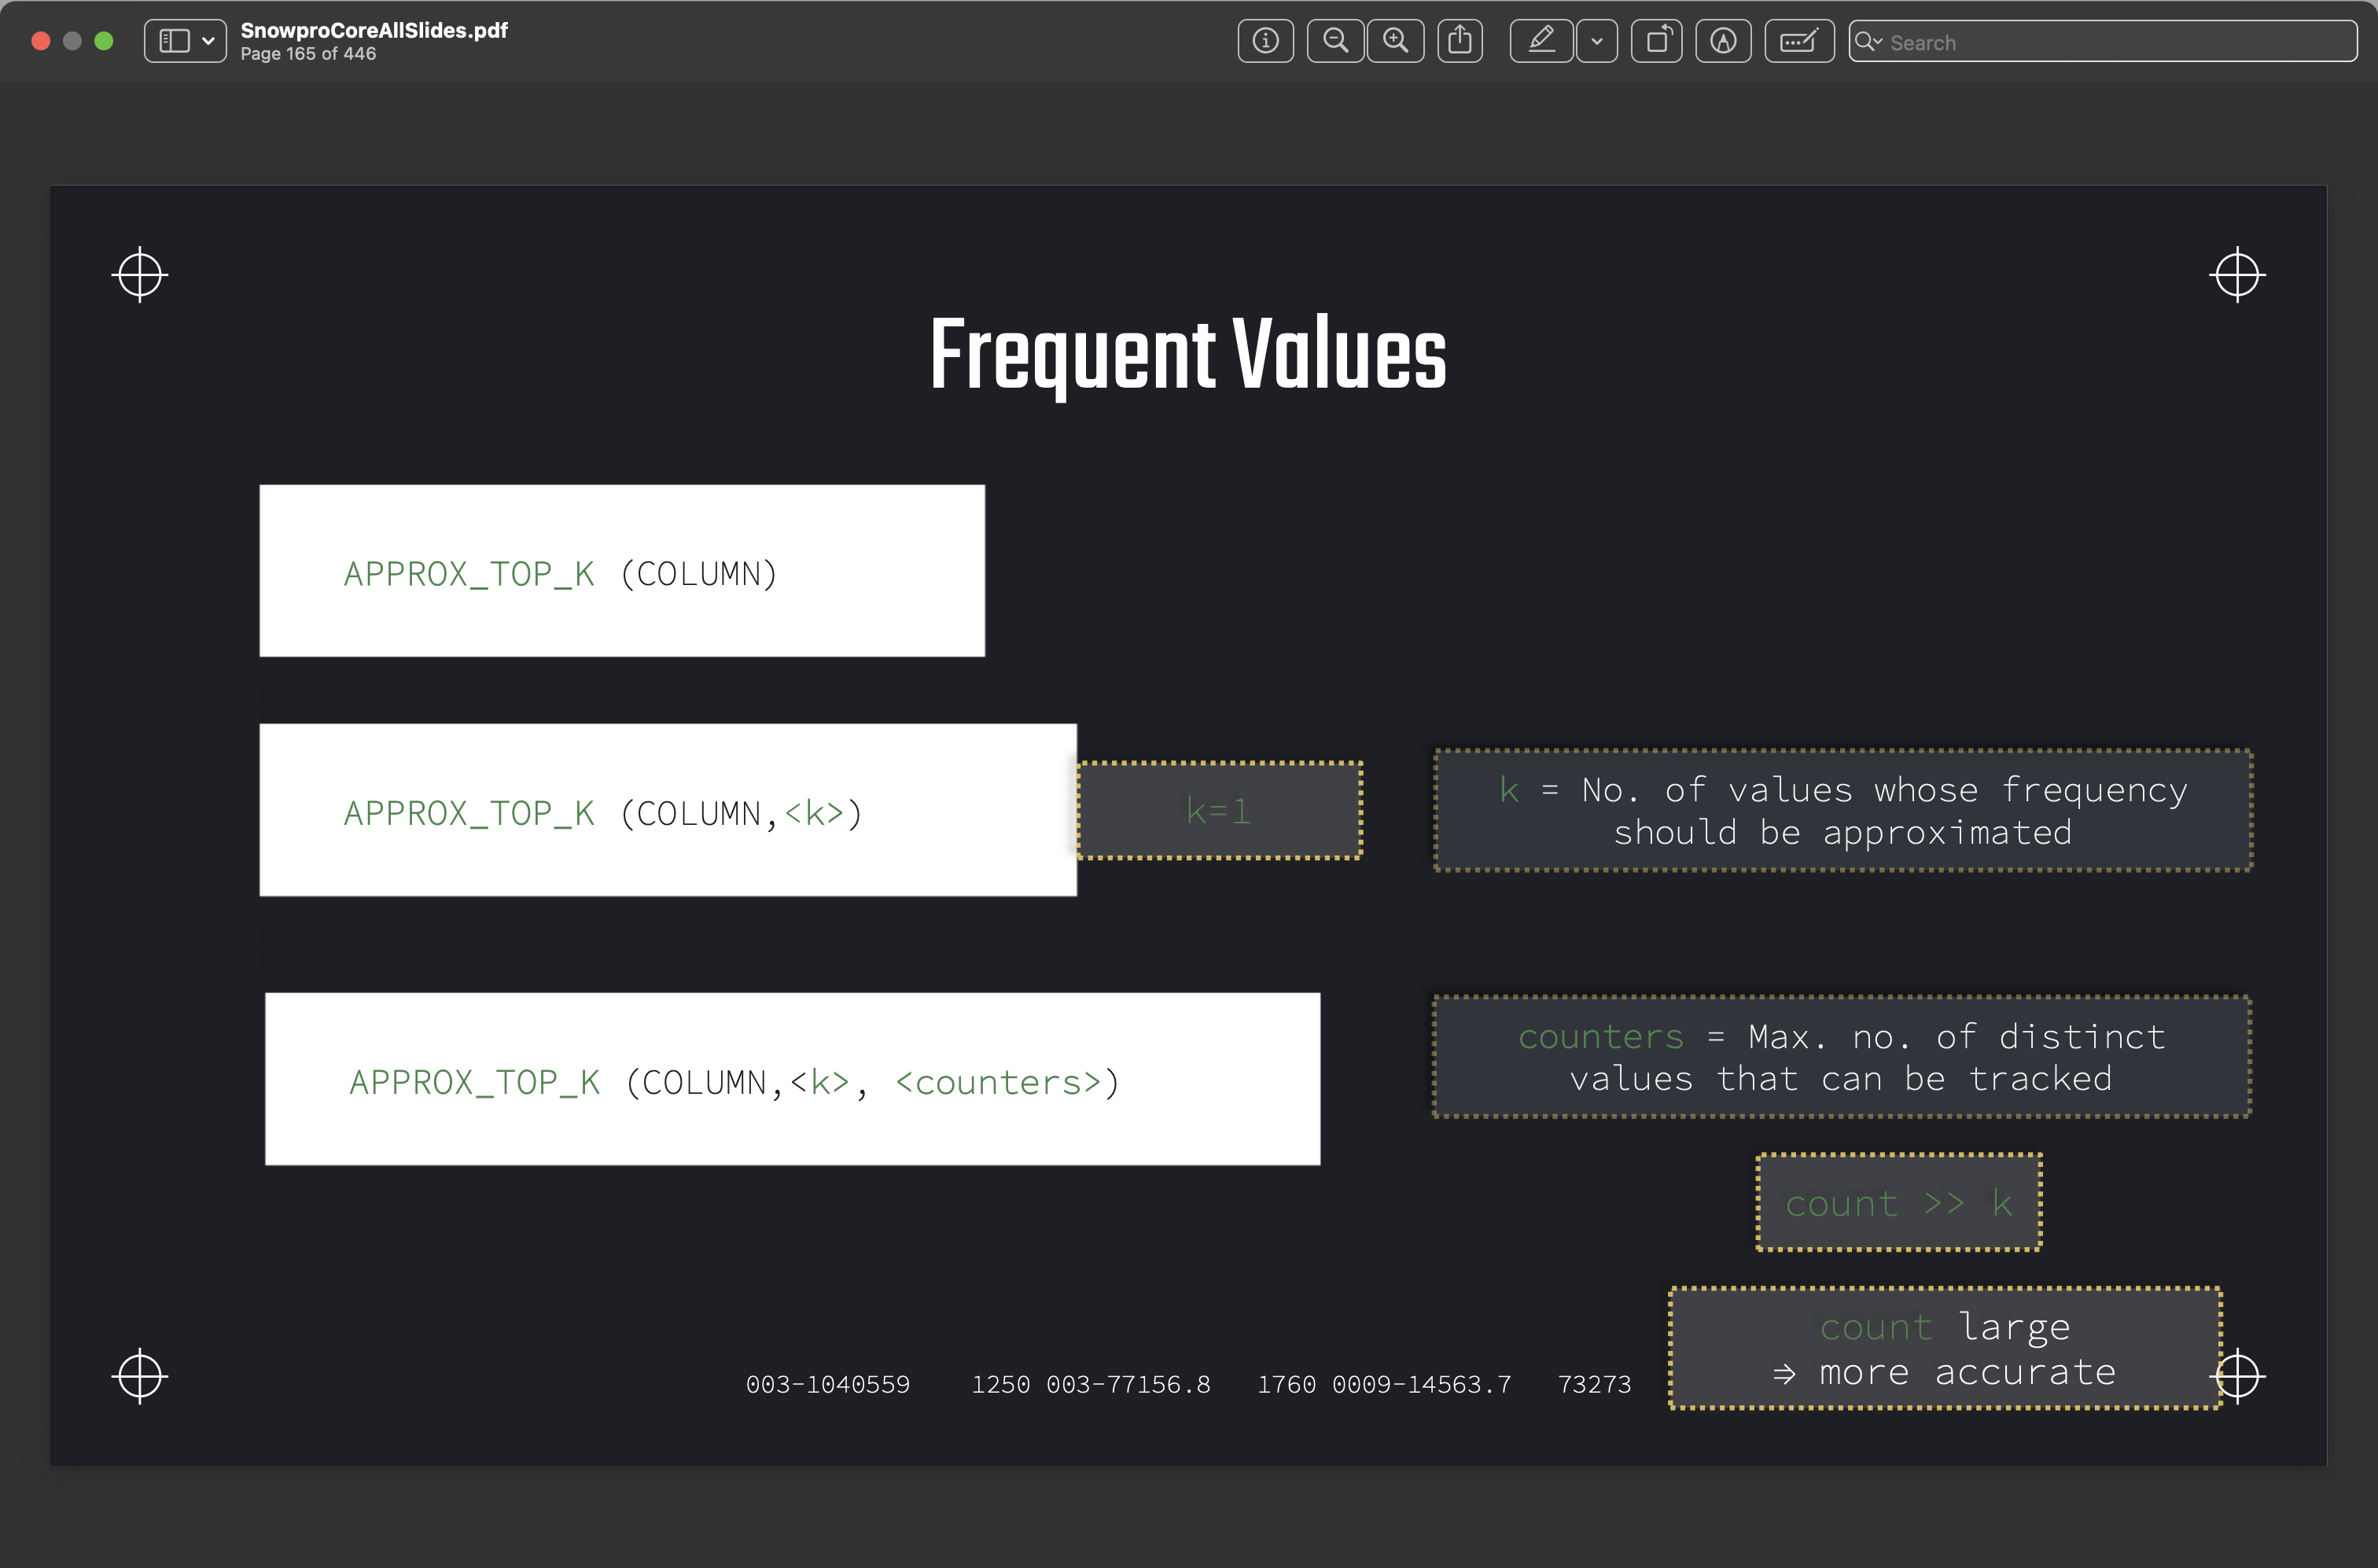 SnowproCoreAllSlides.pdf
Page 165 of 446
Search
Frequent Values
APPROX_TOP_K (COLUMN)
APPROX_TOP_K (COLUMN,<k>)
k=1
k = No. of values whose frequency
should be approximated
APPROX_TOP_K (COLUMN,<k>, <counters>)
counters = Max. no. of distinct
values that can be tracked
count >> k
count large
⇒ more accurate
003-1040559 1250 003-77156.8 1760 0009-14563.7 73273